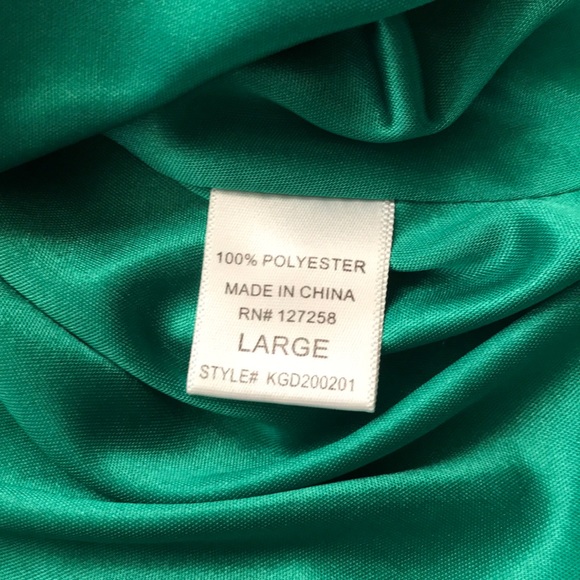 100% POLYESTER
MADE IN CHINA
RN# 127258
LARGE
STYLE# KGD200201